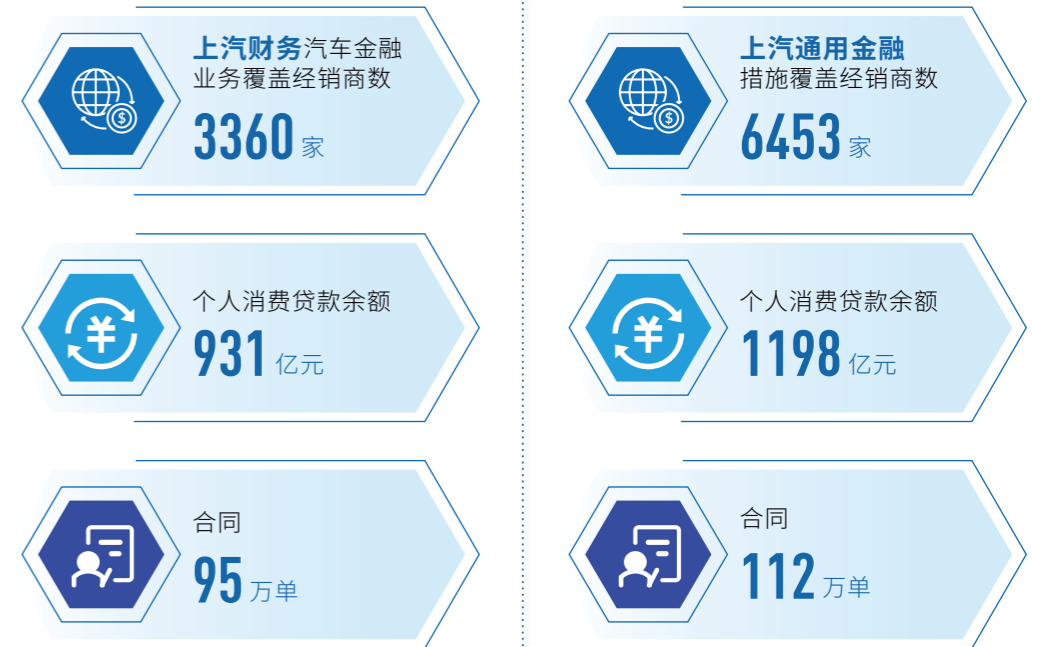 上汽财务汽车金融
业务覆盖经销商数
3360 家
个人消费贷款余额
931 亿元
合同
95 万单
上汽通用金融
措施覆盖经销商数
6453 家
个人消费贷款余额
1198 亿元
合同
112 万单